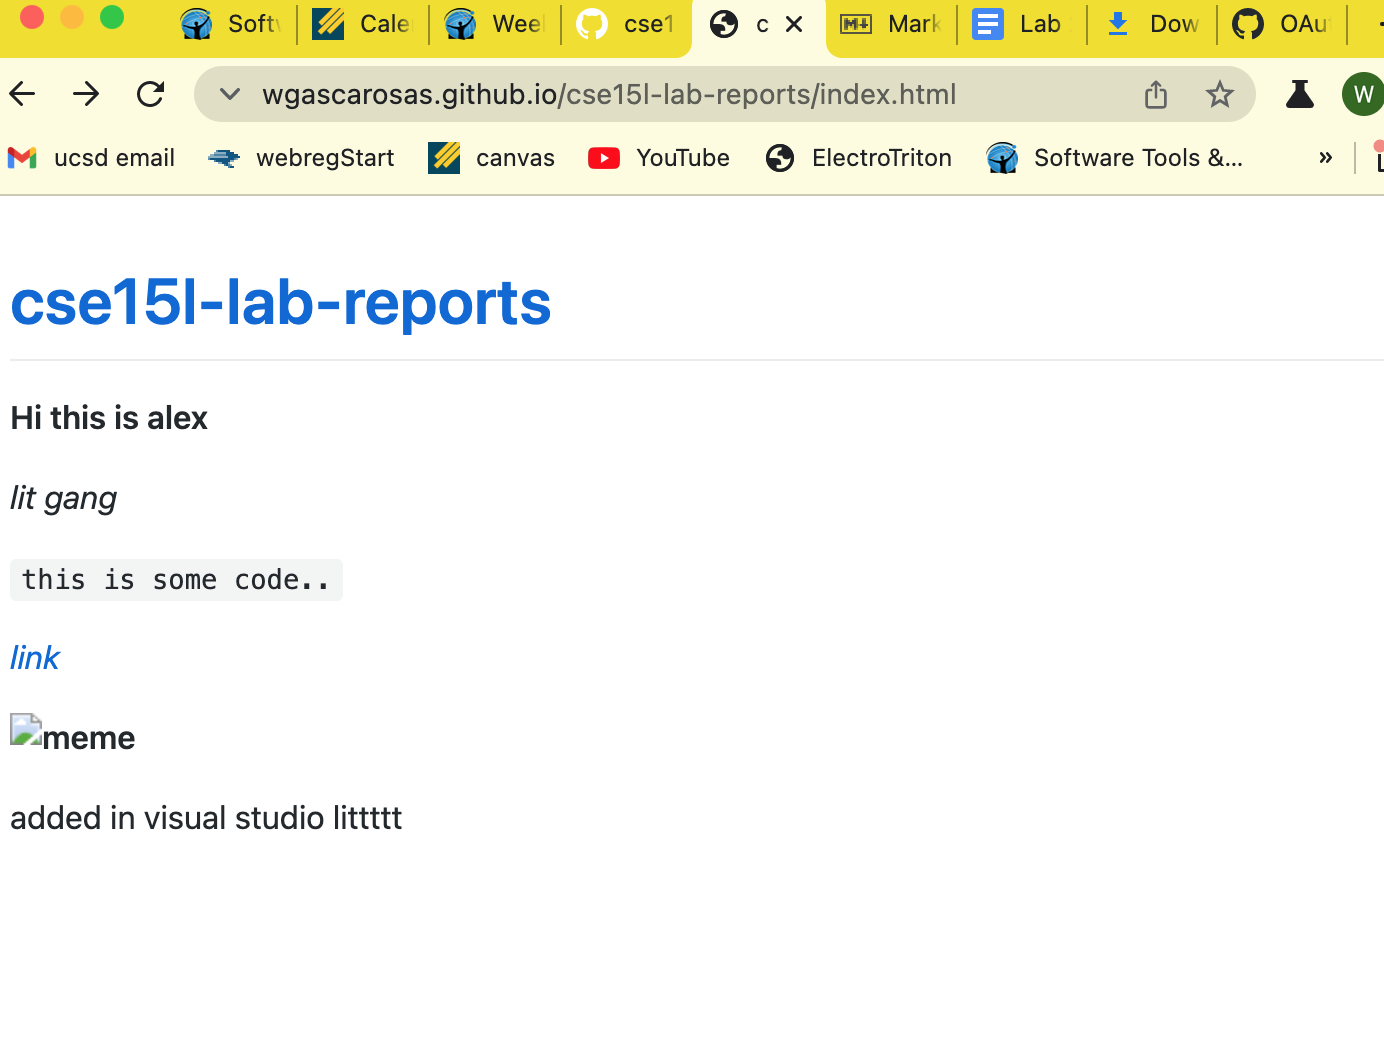 Soft Cale Wee cse1 c Mark Lab Dow OAu
wgascarosas.github.io/cse15l-lab-reports/index.html W
ucsd email webregStart canvas YouTube ElectroTriton Software Tools &... »
cse15l-lab-reports
Hi this is alex
lit gang
this is some code..
link
meme
added in visual studio littttt